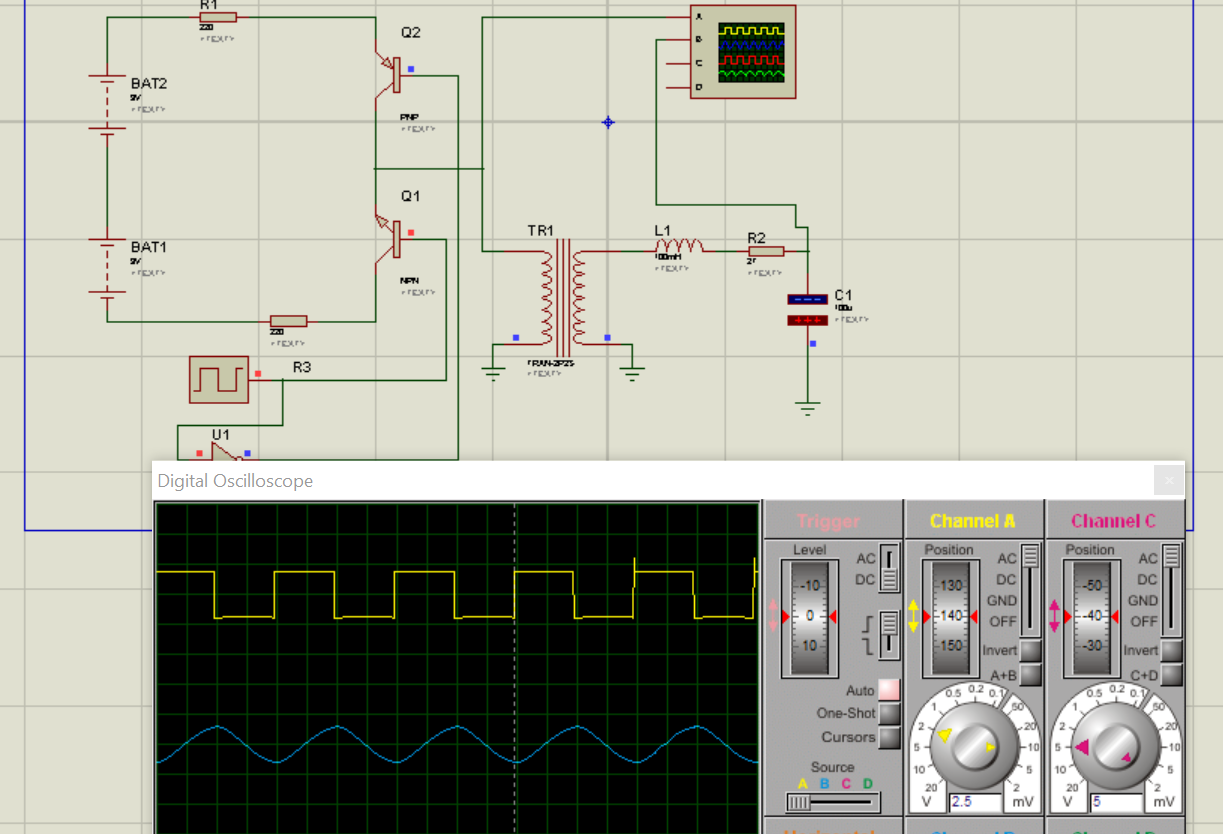 R1
220
<TEXT>
Q2
A
B
C
D
BAT2
9V
<TEXT>
PNP
<TEXT>
Q1
BAT1
9V
<TEXT>
NPN
<TEXT>
TR1
L1
100mH
<TEXT>
R2
27
<TEXT>
C1
100u
<TEXT>
220
<TEXT>
TRAN-2P2S
<TEXT>
R3
U1
Digital Oscilloscope
Trigger
Level
AC
DC
-10
0
10
Auto
One-Shot
Cursors
Source
A B C D
Channel A
Position
AC
DC
GND
OFF
130
140
150
Invert
A+B
0.5 0.2 0.1
1 50
2 20
5 10
10 5
20 2
V 2.5 mV
Channel C
Position
AC
DC
GND
OFF
-50
-40
-30
Invert
C+D
0.5 0.2 0.1
1 50
2 20
5 10
10 5
20 2
V 5 mV